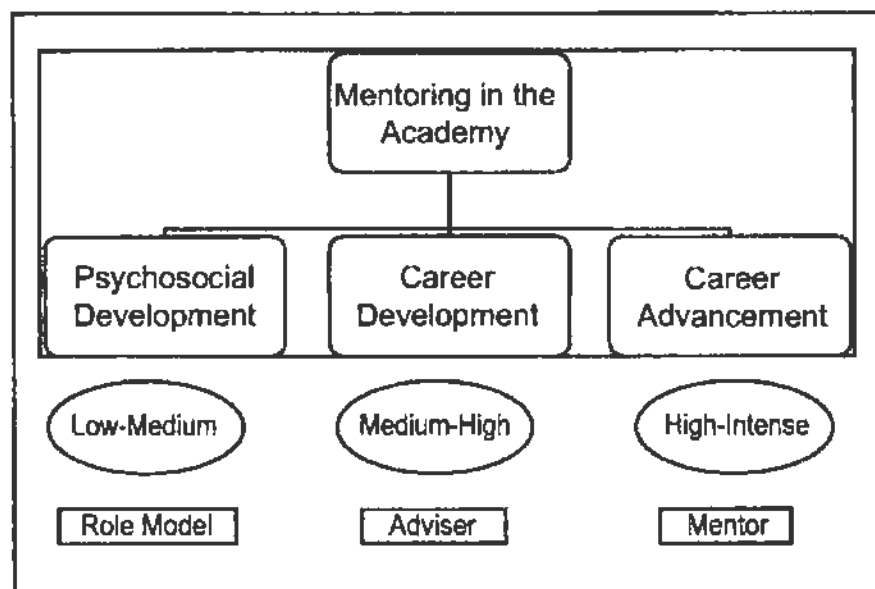 Mentoring in the
Academy
Psychosocial
Development
Career
Development
Career
Advancement
Low-Medium
Medium-High
High-Intense
Role Model
Adviser
Mentor